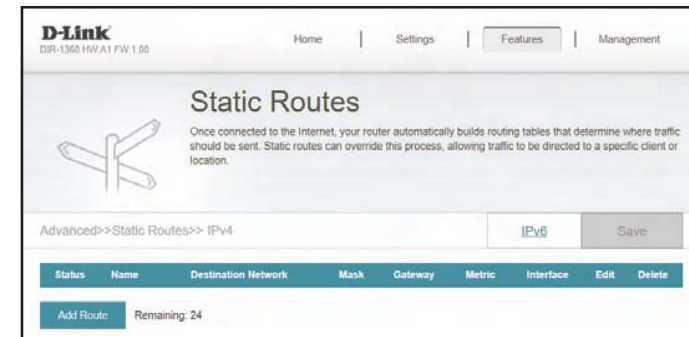 D-Link
DIR-1360 HW:A1 FW:1.00
Home | Settings | Features | Management
Static Routes
Once connected to the Internet, your router automatically builds routing tables that determine where traffic
should be sent. Static routes can override this process, allowing traffic to be directed to a specific client or
location.
Advanced>>Static Routes>> IPv4 IPv6 Save
Status Name Destination Network Mask Gateway Metric Interface Edit Delete
Add Route Remaining: 24